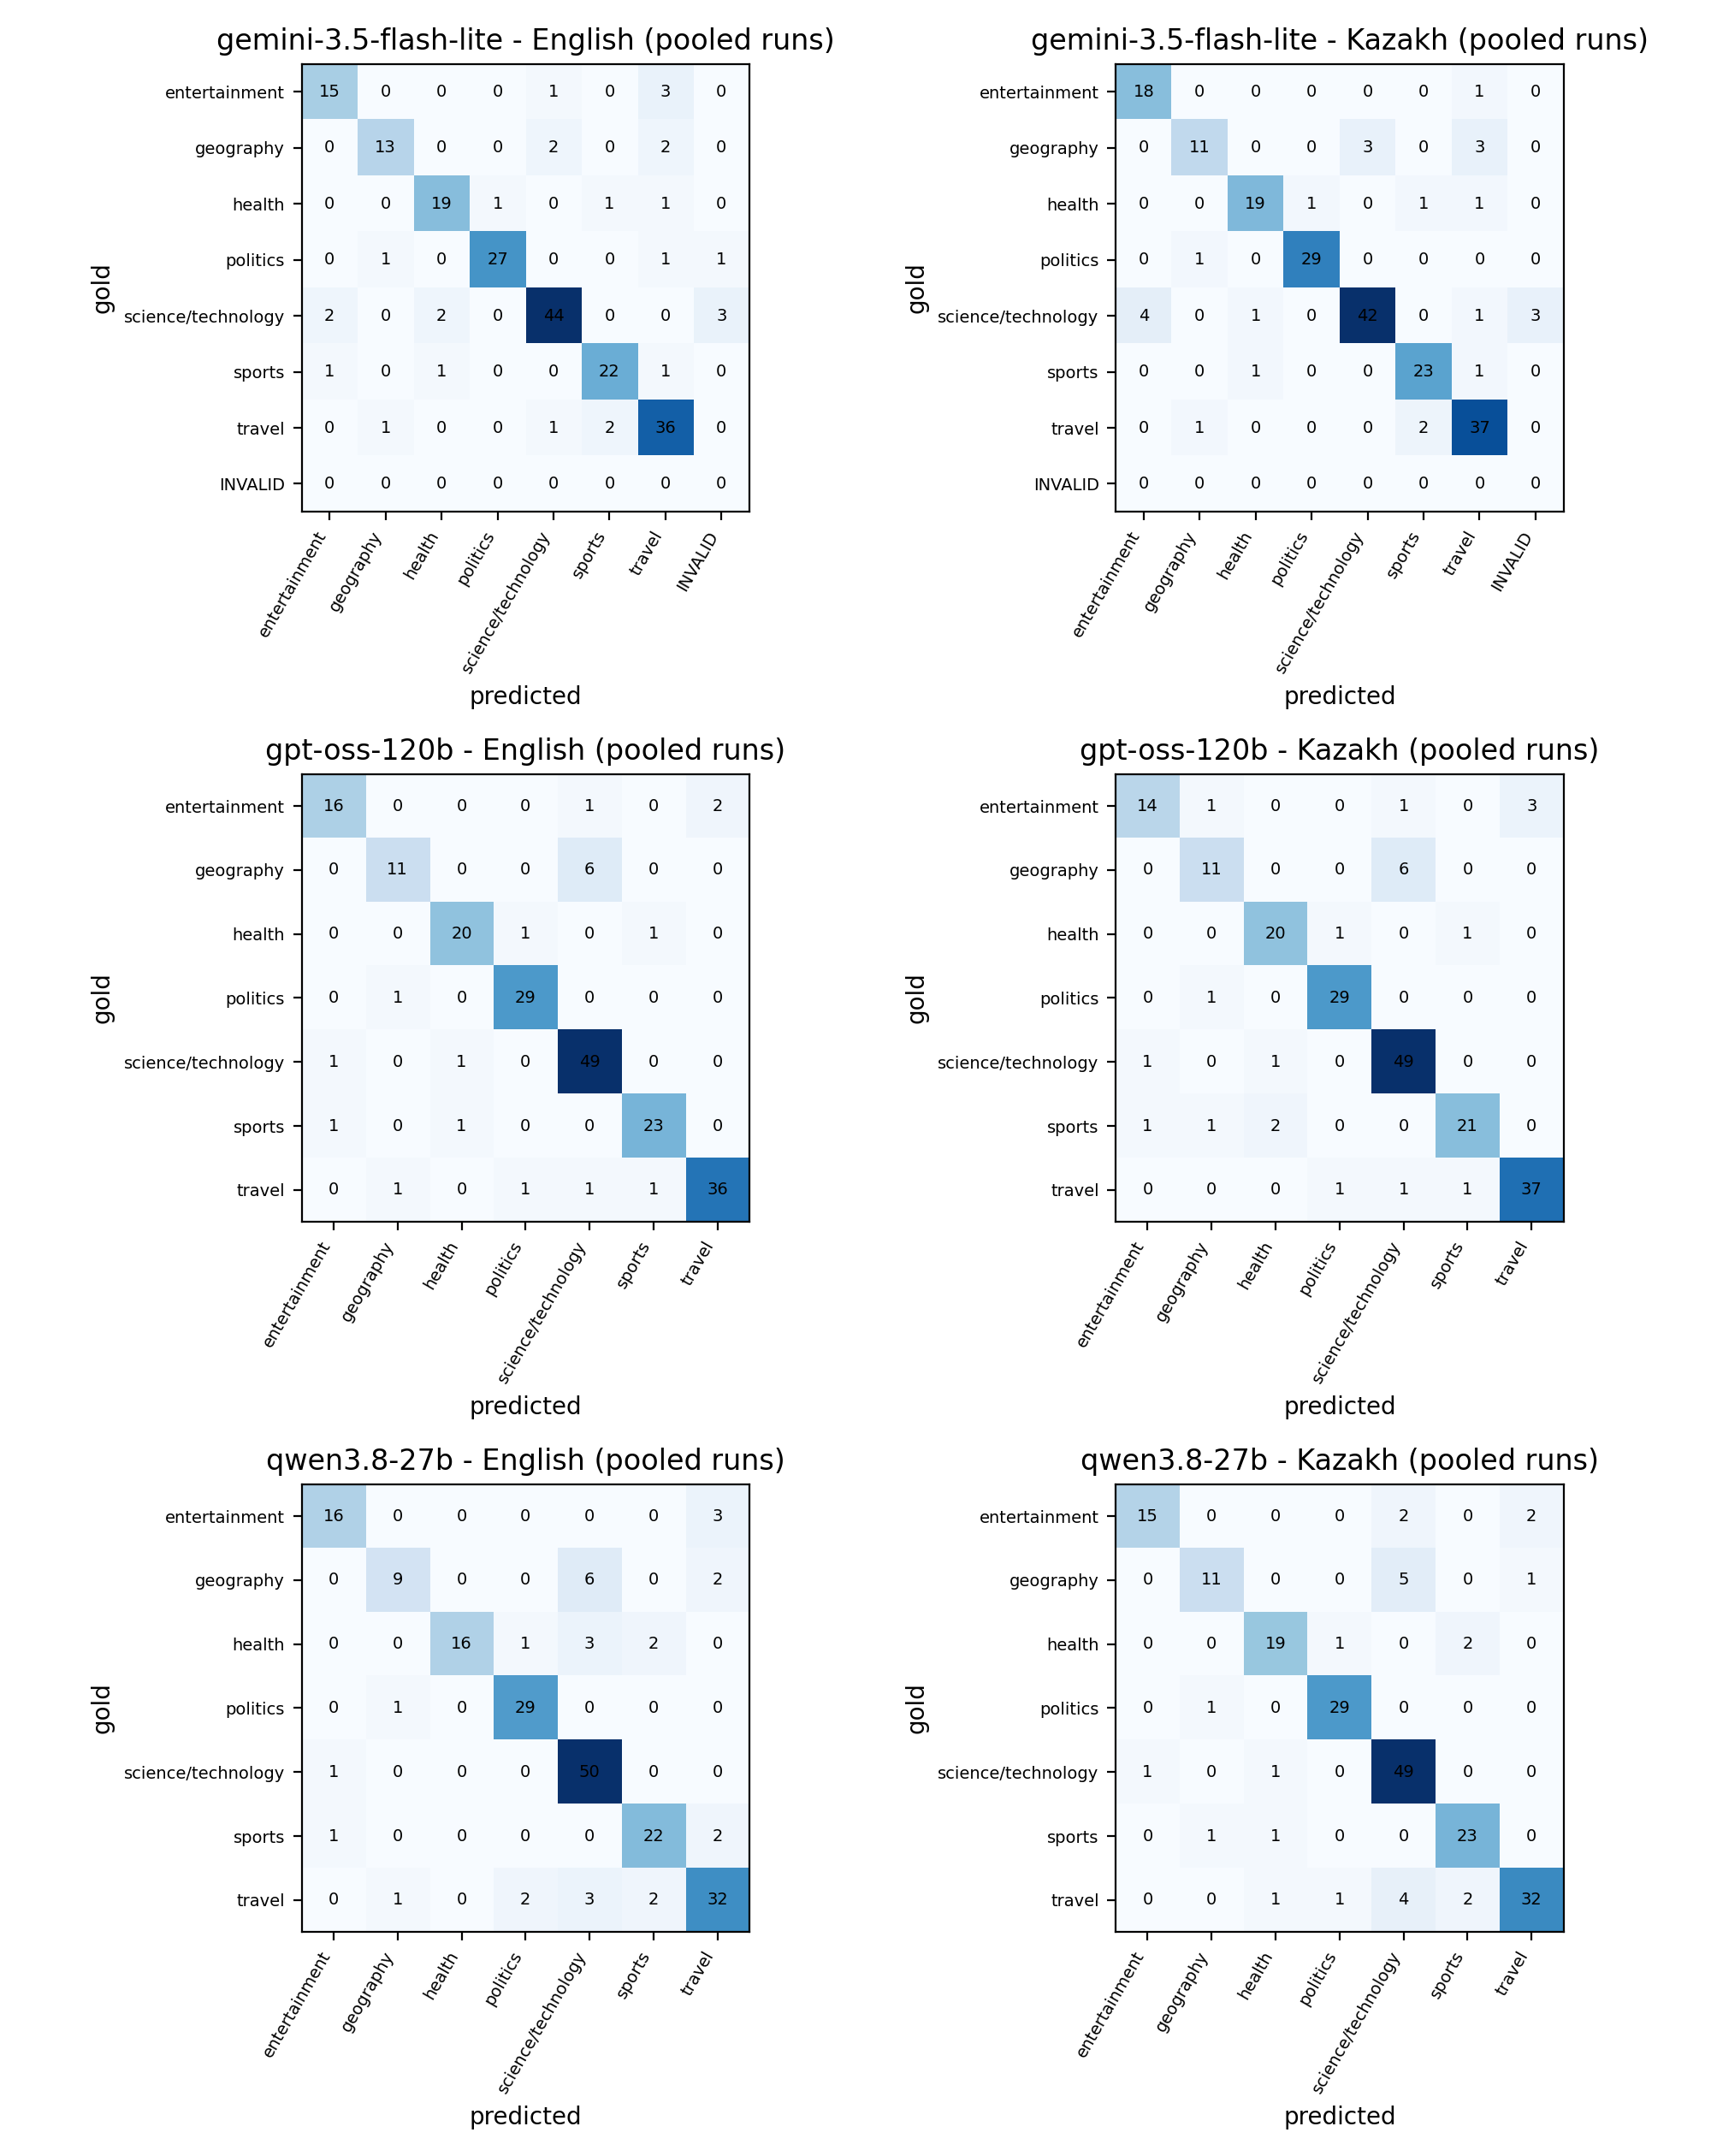 gemini-3.5-flash-lite - English (pooled runs)
gold
entertainment 15 0 0 0 1 0 3 0
geography 0 13 0 0 2 0 2 0
health 0 0 19 1 0 1 1 0
politics 0 1 0 27 0 0 1 1
science/technology 2 0 2 0 44 0 0 3
sports 1 0 1 0 0 22 1 0
travel 0 1 0 0 1 2 36 0
INVALID 0 0 0 0 0 0 0 0
entertainment geography health politics science/technology sports travel INVALID
predicted
gemini-3.5-flash-lite - Kazakh (pooled runs)
gold
entertainment 18 0 0 0 0 0 1 0
geography 0 11 0 0 3 0 3 0
health 0 0 19 1 0 1 1 0
politics 0 1 0 29 0 0 0 0
science/technology 4 0 1 0 42 0 1 3
sports 0 0 1 0 0 23 1 0
travel 0 1 0 0 0 2 37 0
INVALID 0 0 0 0 0 0 0 0
entertainment geography health politics science/technology sports travel INVALID
predicted
gpt-oss-120b - English (pooled runs)
gold
entertainment 16 0 0 0 1 0 2
geography 0 11 0 0 6 0 0
health 0 0 20 1 0 1 0
politics 0 1 0 29 0 0 0
science/technology 1 0 1 0 49 0 0
sports 1 0 1 0 0 23 0
travel 0 1 0 1 1 1 36
entertainment geography health politics science/technology sports travel
predicted
gpt-oss-120b - Kazakh (pooled runs)
gold
entertainment 14 1 0 0 1 0 3
geography 0 11 0 0 6 0 0
health 0 0 20 1 0 1 0
politics 0 1 0 29 0 0 0
science/technology 1 0 1 0 49 0 0
sports 1 1 2 0 0 21 0
travel 0 0 0 1 1 1 37
entertainment geography health politics science/technology sports travel
predicted
qwen3.8-27b - English (pooled runs)
gold
entertainment 16 0 0 0 0 0 3
geography 0 9 0 0 6 0 2
health 0 0 16 1 3 2 0
politics 0 1 0 29 0 0 0
science/technology 1 0 0 0 50 0 0
sports 1 0 0 0 0 22 2
travel 0 1 0 2 3 2 32
entertainment geography health politics science/technology sports travel
predicted
qwen3.8-27b - Kazakh (pooled runs)
gold
entertainment 15 0 0 0 2 0 2
geography 0 11 0 0 5 0 1
health 0 0 19 1 0 2 0
politics 0 1 0 29 0 0 0
science/technology 1 0 1 0 49 0 0
sports 0 1 1 0 0 23 0
travel 0 0 1 1 4 2 32
entertainment geography health politics science/technology sports travel
predicted